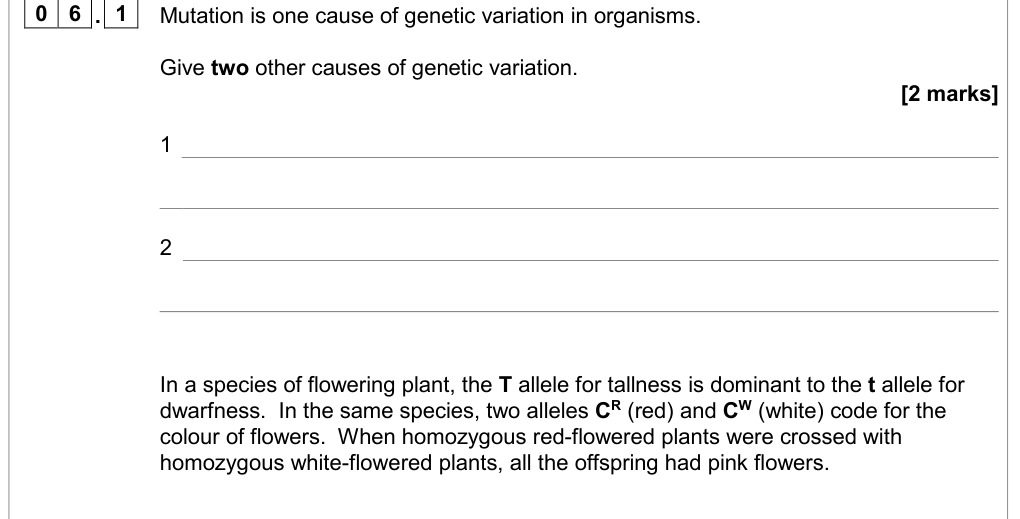 06.1 Mutation is one cause of genetic variation in organisms.
Give two other causes of genetic variation.
[2 marks]
1
2
In a species of flowering plant, the T allele for tallness is dominant to the t allele for
dwarfness. In the same species, two alleles Cᴿ (red) and Cᵂ (white) code for the
colour of flowers. When homozygous red-flowered plants were crossed with
homozygous white-flowered plants, all the offspring had pink flowers.